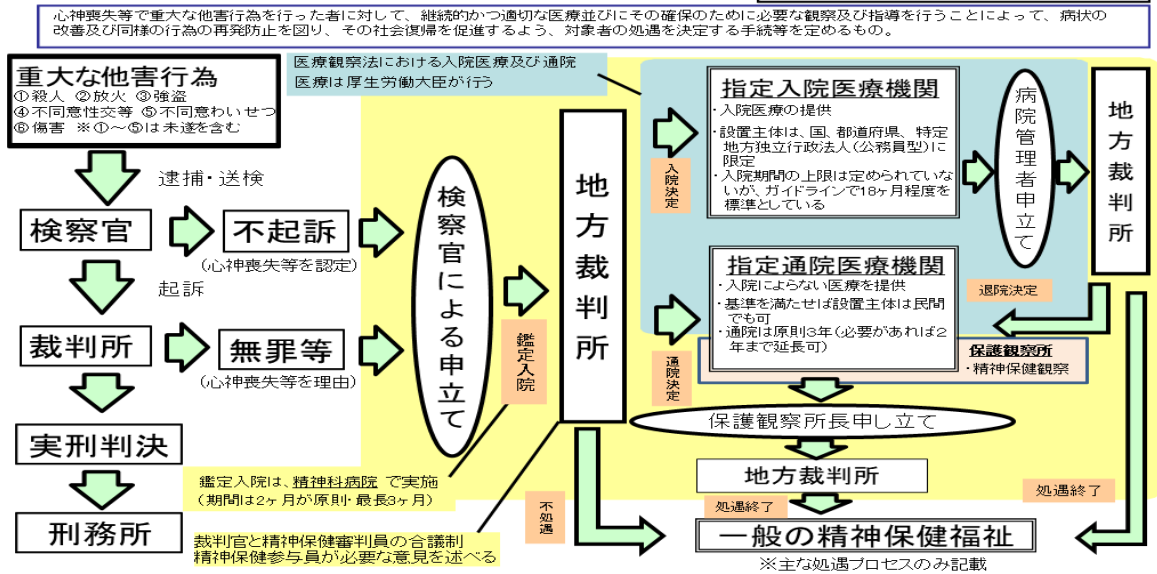 心神喪失等で重大な他害行為を行った者に対して、継続的かつ適切な医療並びにその確保のために必要な観察及び指導を行うことによって、病状の
改善及び同様の行為の再発防止を図り、その社会復帰を促進するよう、対象者の処遇を決定する手続等を定めるもの。
重大な他害行為
①殺人 ②放火 ③強盗
④不同意性交等 ⑤不同意わいせつ
⑥傷害 ※①～⑤は未遂を含む
逮捕・送検
検察官
不起訴
(心神喪失等を認定)
起訴
裁判所
無罪等
(心神喪失等を理由)
実刑判決
刑務所
検察官による申立て
鑑定入院
鑑定入院は、精神科病院 で実施
(期間は2ヶ月が原則・最長3ヶ月)
地方裁判所
裁判官と精神保健審判員の合議制
精神保健参与員が必要な意見を述べる
医療観察法における入院医療及び通院
医療は厚生労働大臣が行う
入院決定
指定入院医療機関
・入院医療の提供
・設置主体は、国、都道府県、特定
地方独立行政法人(公務員型)に
限定
・入院期間の上限は定められていな
いが、ガイドラインで18ヶ月程度を
標準としている
病院管理者申立て
地方裁判所
退院決定
通院決定
指定通院医療機関
・入院によらない医療を提供
・基準を満たせば設置主体は民間
でも可
・通院は原則3年(必要があれば2
年まで延長可)
保護観察所
・精神保健観察
保護観察所長申し立て
地方裁判所
処遇終了
処遇終了
不処遇
一般の精神保健福祉
※主な処遇プロセスのみ記載